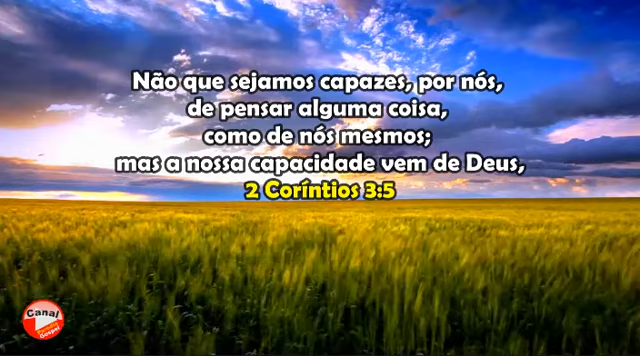 Não que sejamos capazes, por nós,
de pensar alguma coisa,
como de nós mesmos;
mas a nossa capacidade vem de Deus,
2 Coríntios 3:5
Canal
Gospel